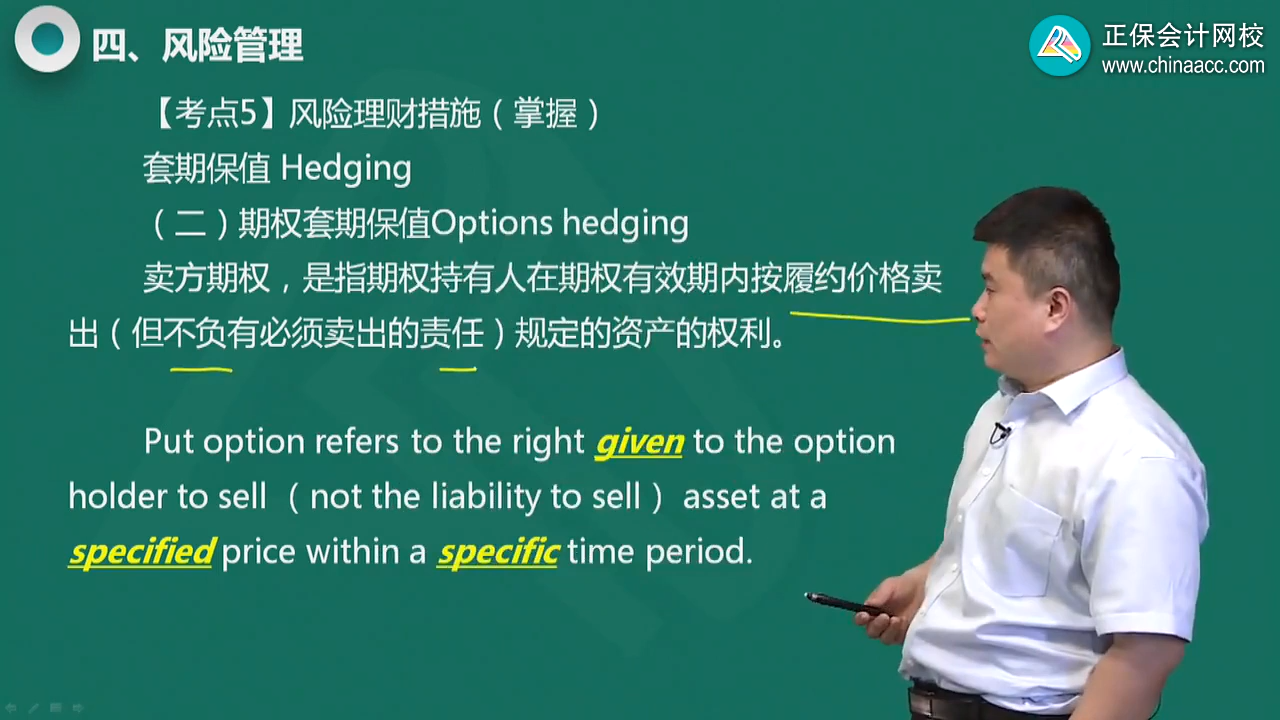 四、风险管理
正保会计网校
www.chinaacc.com
【考点5】风险理财措施（掌握）
套期保值 Hedging
（二）期权套期保值Options hedging
卖方期权，是指期权持有人在期权有效期内按履约价格卖
出（但不负有必须卖出的责任）规定的资产的权利。
Put option refers to the right given to the option
holder to sell （not the liability to sell） asset at a
specified price within a specific time period.